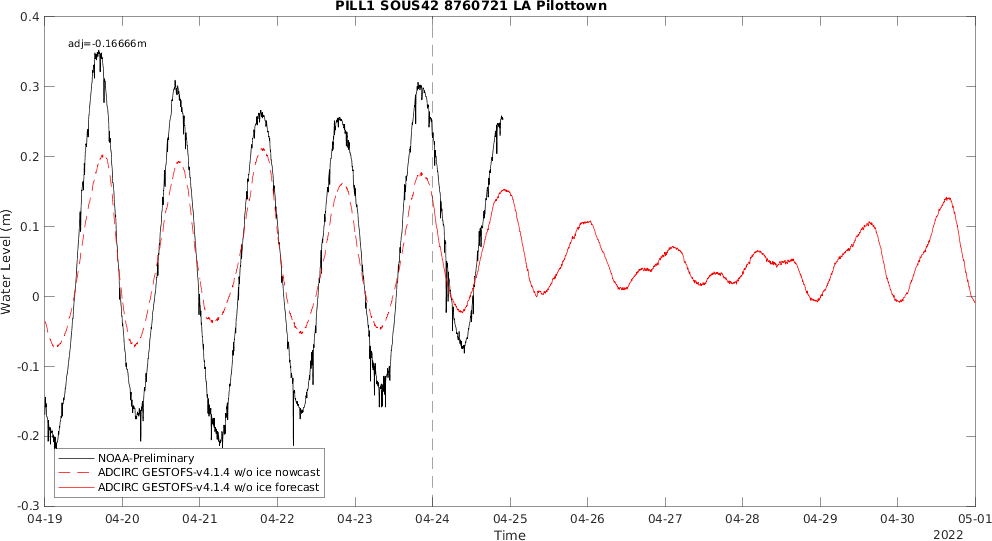 PILL1 SOUS42 8760721 LA Pilottown
adj=-0.16666m
0.4
0.3
0.2
0.1
0
-0.1
-0.2
-0.3
Water Level (m)
NOAA-Preliminary
ADCIRC GESTOFS-v4.1.4 w/o ice nowcast
ADCIRC GESTOFS-v4.1.4 w/o ice forecast
04-19 04-20 04-21 04-22 04-23 04-24 04-25 04-26 04-27 04-28 04-29 04-30 05-01
Time
2022